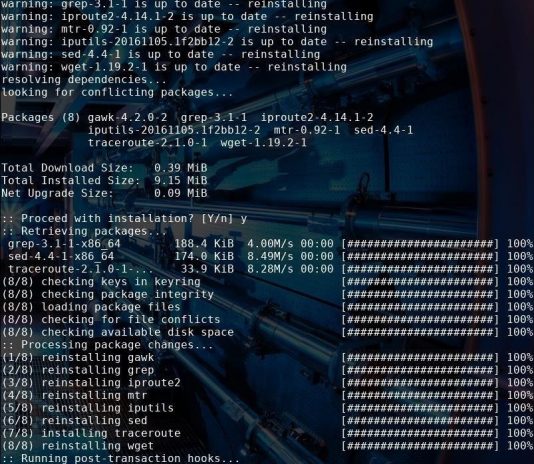 warning: grep-3.1-1 is up to date -- reinstalling
warning: iproute2-4.14.1-2 is up to date -- reinstalling
warning: mtr-0.92-1 is up to date -- reinstalling
warning: iputils-20161105.1f2bb12-2 is up to date -- reinstalling
warning: sed-4.4-1 is up to date -- reinstalling
warning: wget-1.19.2-1 is up to date -- reinstalling
resolving dependencies...
looking for conflicting packages...
Packages (8) gawk-4.2.0-2 grep-3.1-1 iproute2-4.14.1-2
iputils-20161105.1f2bb12-2 mtr-0.92-1 sed-4.4-1
traceroute-2.1.0-1 wget-1.19.2-1
Total Download Size: 0.39 MiB
Total Installed Size: 9.15 MiB
Net Upgrade Size: 0.09 MiB
:: Proceed with installation? [Y/n] y
:: Retrieving packages...
grep-3.1-1-x86_64 188.4 KiB 4.00M/s 00:00 [######################] 100%
sed-4.4-1-x86_64 174.0 KiB 8.49M/s 00:00 [######################] 100%
traceroute-2.1.0-1-... 33.9 KiB 8.28M/s 00:00 [######################] 100%
(8/8) checking keys in keyring [######################] 100%
(8/8) checking package integrity [######################] 100%
(8/8) loading package files [######################] 100%
(8/8) checking for file conflicts [######################] 100%
(8/8) checking available disk space [######################] 100%
:: Processing package changes...
(1/8) reinstalling gawk [######################] 100%
(2/8) reinstalling grep [######################] 100%
(3/8) reinstalling iproute2 [######################] 100%
(4/8) reinstalling mtr [######################] 100%
(5/8) reinstalling iputils [######################] 100%
(6/8) reinstalling sed [######################] 100%
(7/8) installing traceroute [######################] 100%
(8/8) reinstalling wget [######################] 100%
:: Running post-transaction hooks...